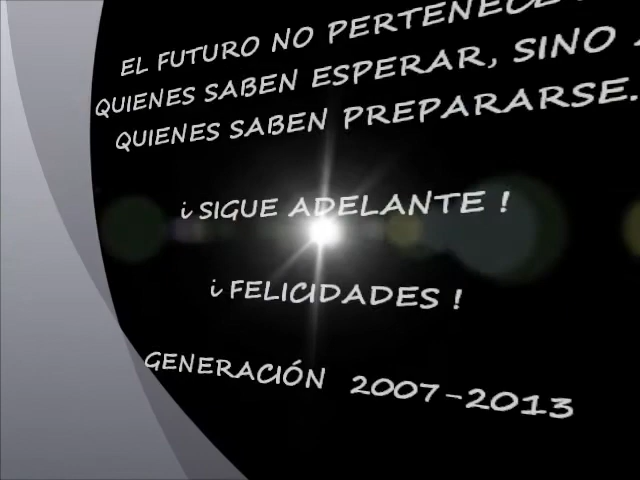 EL FUTURO NO PERTENECE
QUIENES SABEN ESPERAR, SINO
QUIENES SABEN PREPARARSE.
¡ SIGUE ADELANTE !
¡ FELICIDADES !
GENERACIÓN 2007-2013